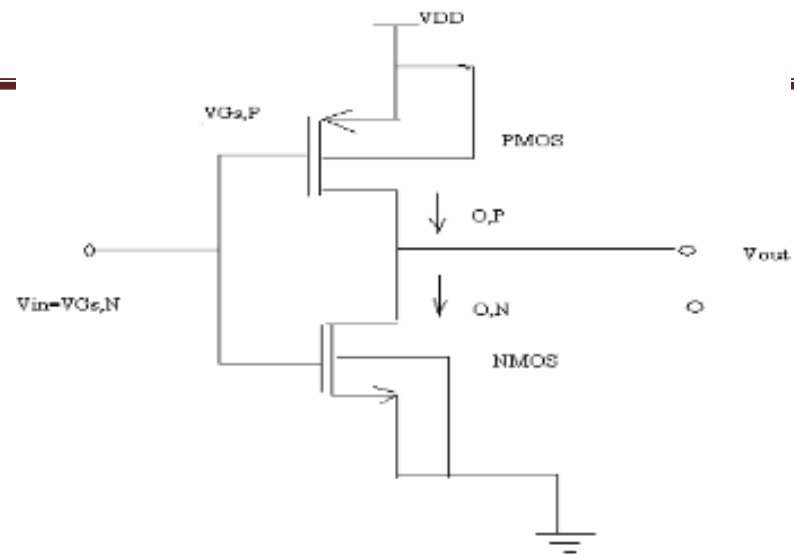 VDD
VGs,P
PMOS
O,P
Vout
Vin=VGs,N
O,N
NMOS